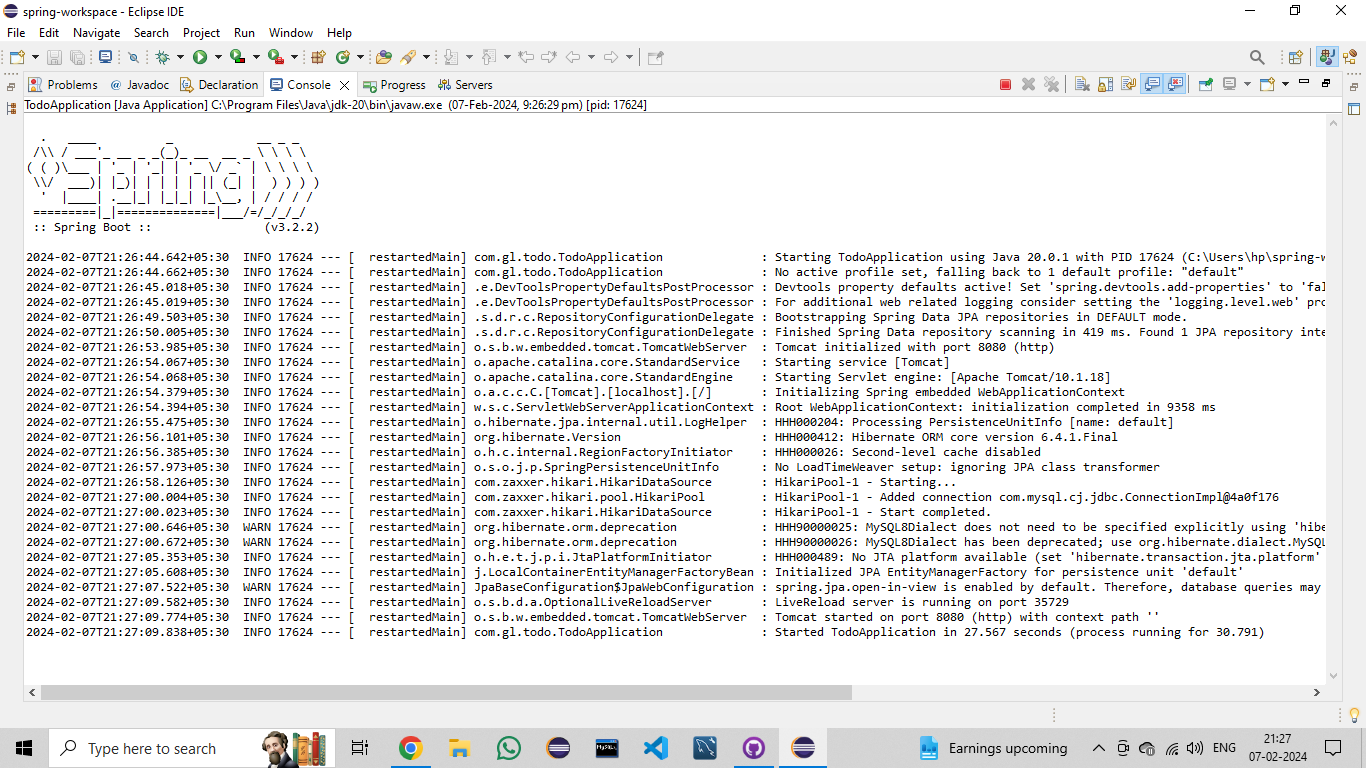 spring-workspace - Eclipse IDE
File Edit Navigate Search Project Run Window Help
Problems @ Javadoc Declaration Console Progress Servers
TodoApplication [Java Application] C:\Program Files\Java\jdk-20\bin\javaw.exe (07-Feb-2024, 9:26:29 pm) [pid: 17624]
  .   ____          _            __ _ _
 /\\ / ___'_ __ _ _(_)_ __  __ _ \ \ \ \
( ( )\___ | '_ | '_| | '_ \/ _` | \ \ \ \
 \\/  ___)| |_)| | | | | || (_| |  ) ) ) )
  '  |____| .__|_| |_|_| |_\__, | / / / /
 =========|_|==============|___/=/_/_/_/
 :: Spring Boot ::                (v3.2.2)
2024-02-07T21:26:44.642+05:30  INFO 17624 --- [  restartedMain] com.gl.todo.TodoApplication              : Starting TodoApplication using Java 20.0.1 with PID 17624 (C:\Users\hp\spring-w
2024-02-07T21:26:44.662+05:30  INFO 17624 --- [  restartedMain] com.gl.todo.TodoApplication              : No active profile set, falling back to 1 default profile: "default"
2024-02-07T21:26:45.018+05:30  INFO 17624 --- [  restartedMain] .e.DevToolsPropertyDefaultsPostProcessor : Devtools property defaults active! Set 'spring.devtools.add-properties' to 'fal
2024-02-07T21:26:45.019+05:30  INFO 17624 --- [  restartedMain] .e.DevToolsPropertyDefaultsPostProcessor : For additional web related logging consider setting the 'logging.level.web' pro
2024-02-07T21:26:49.503+05:30  INFO 17624 --- [  restartedMain] .s.d.r.c.RepositoryConfigurationDelegate : Bootstrapping Spring Data JPA repositories in DEFAULT mode.
2024-02-07T21:26:50.005+05:30  INFO 17624 --- [  restartedMain] .s.d.r.c.RepositoryConfigurationDelegate : Finished Spring Data repository scanning in 419 ms. Found 1 JPA repository inte
2024-02-07T21:26:53.985+05:30  INFO 17624 --- [  restartedMain] o.s.b.w.embedded.tomcat.TomcatWebServer  : Tomcat initialized with port 8080 (http)
2024-02-07T21:26:54.067+05:30  INFO 17624 --- [  restartedMain] o.apache.catalina.core.StandardService   : Starting service [Tomcat]
2024-02-07T21:26:54.068+05:30  INFO 17624 --- [  restartedMain] o.apache.catalina.core.StandardEngine    : Starting Servlet engine: [Apache Tomcat/10.1.18]
2024-02-07T21:26:54.379+05:30  INFO 17624 --- [  restartedMain] o.a.c.c.C.[Tomcat].[localhost].[/]       : Initializing Spring embedded WebApplicationContext
2024-02-07T21:26:54.394+05:30  INFO 17624 --- [  restartedMain] w.s.c.ServletWebServerApplicationContext : Root WebApplicationContext: initialization completed in 9358 ms
2024-02-07T21:26:55.475+05:30  INFO 17624 --- [  restartedMain] o.hibernate.jpa.internal.util.LogHelper  : HHH000204: Processing PersistenceUnitInfo [name: default]
2024-02-07T21:26:56.101+05:30  INFO 17624 --- [  restartedMain] org.hibernate.Version                    : HHH000412: Hibernate ORM core version 6.4.1.Final
2024-02-07T21:26:56.385+05:30  INFO 17624 --- [  restartedMain] o.h.c.internal.RegionFactoryInitiator    : HHH000026: Second-level cache disabled
2024-02-07T21:26:57.973+05:30  INFO 17624 --- [  restartedMain] o.s.o.j.p.SpringPersistenceUnitInfo      : No LoadTimeWeaver setup: ignoring JPA class transformer
2024-02-07T21:26:58.126+05:30  INFO 17624 --- [  restartedMain] com.zaxxer.hikari.HikariDataSource       : HikariPool-1 - Starting...
2024-02-07T21:27:00.004+05:30  INFO 17624 --- [  restartedMain] com.zaxxer.hikari.pool.HikariPool        : HikariPool-1 - Added connection com.mysql.cj.jdbc.ConnectionImpl@4a0f176
2024-02-07T21:27:00.023+05:30  INFO 17624 --- [  restartedMain] com.zaxxer.hikari.HikariDataSource       : HikariPool-1 - Start completed.
2024-02-07T21:27:00.646+05:30  WARN 17624 --- [  restartedMain] org.hibernate.orm.deprecation            : HHH90000025: MySQL8Dialect does not need to be specified explicitly using 'hibe
2024-02-07T21:27:00.672+05:30  WARN 17624 --- [  restartedMain] org.hibernate.orm.deprecation            : HHH90000026: MySQL8Dialect has been deprecated; use org.hibernate.dialect.MySQL
2024-02-07T21:27:05.353+05:30  INFO 17624 --- [  restartedMain] o.h.e.t.j.p.i.JtaPlatformInitiator       : HHH000489: No JTA platform available (set 'hibernate.transaction.jta.platform'
2024-02-07T21:27:05.608+05:30  INFO 17624 --- [  restartedMain] j.LocalContainerEntityManagerFactoryBean : Initialized JPA EntityManagerFactory for persistence unit 'default'
2024-02-07T21:27:07.522+05:30  WARN 17624 --- [  restartedMain] JpaBaseConfiguration$JpaWebConfiguration : spring.jpa.open-in-view is enabled by default. Therefore, database queries may
2024-02-07T21:27:09.582+05:30  INFO 17624 --- [  restartedMain] o.s.b.d.a.OptionalLiveReloadServer       : LiveReload server is running on port 35729
2024-02-07T21:27:09.774+05:30  INFO 17624 --- [  restartedMain] o.s.b.w.embedded.tomcat.TomcatWebServer  : Tomcat started on port 8080 (http) with context path ''
2024-02-07T21:27:09.838+05:30  INFO 17624 --- [  restartedMain] com.gl.todo.TodoApplication              : Started TodoApplication in 27.567 seconds (process running for 30.791)
Type here to search
Earnings upcoming
ENG
21:27
07-02-2024